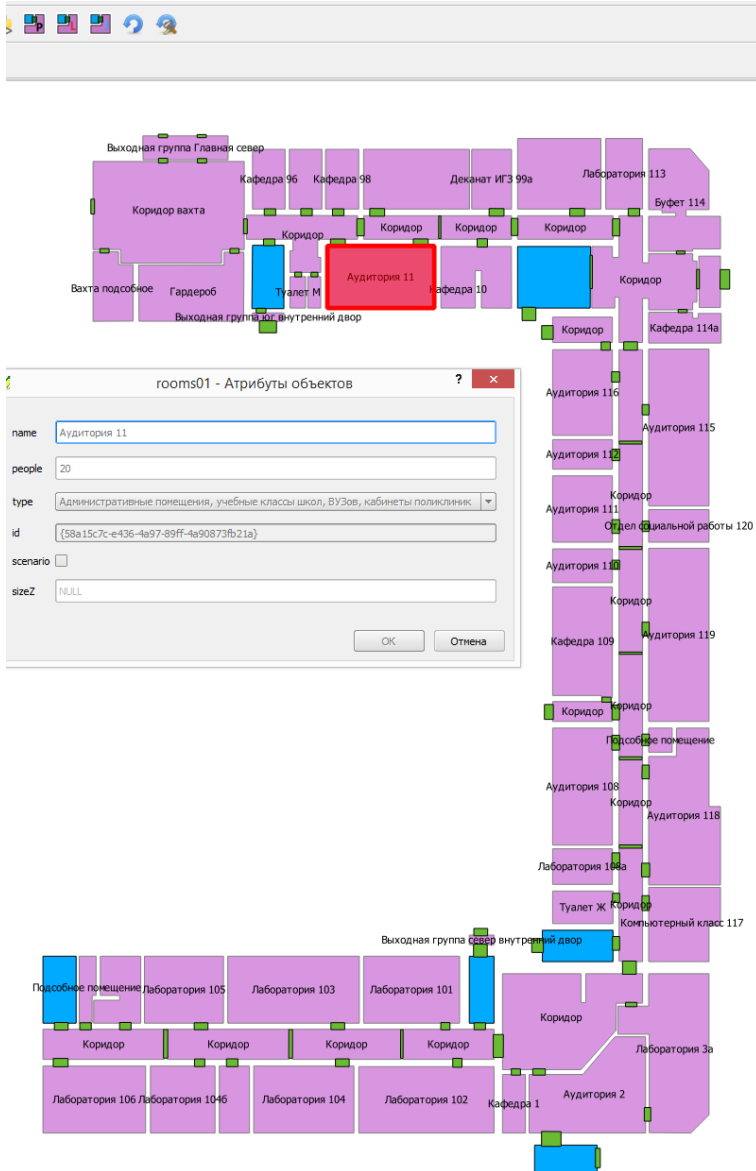 P
L
Выходная группа Главная север
Кафедра 96
Кафедра 98
Деканат ИГЗ 99а
Лаборатория 113
Буфет 114
Коридор вахта
Коридор
Коридор
Коридор
Коридор
Вахта подсобное
Гардероб
Туалет М
Аудитория 11
Кафедра 10
Коридор
Выходная группа юг внутренний двор
Коридор
Кафедра 114а
rooms01 - Атрибуты объектов
?
×
name
Аудитория 11
people
20
type
Административные помещения, учебные классы школ, ВУЗов, кабинеты поликлиник
id
{58a15c7c-e436-4a97-89ff-4a90873fb21a}
scenario
sizeZ
NULL
OK
Отмена
Аудитория 116
Аудитория 115
Аудитория 112
Коридор
Аудитория 111
Отдел социальной работы 120
Аудитория 110
Коридор
Кафедра 109
Аудитория 119
Коридор
Коридор
Подсобное помещение
Аудитория 108
Коридор
Аудитория 118
Лаборатория 108а
Туалет Ж
Коридор
Компьютерный класс 117
Выходная группа север внутренний двор
Подсобное помещение
Лаборатория 105
Лаборатория 103
Лаборатория 101
Коридор
Коридор
Коридор
Коридор
Коридор
Лаборатория 3а
Лаборатория 106
Лаборатория 104б
Лаборатория 104
Лаборатория 102
Кафедра 1
Аудитория 2